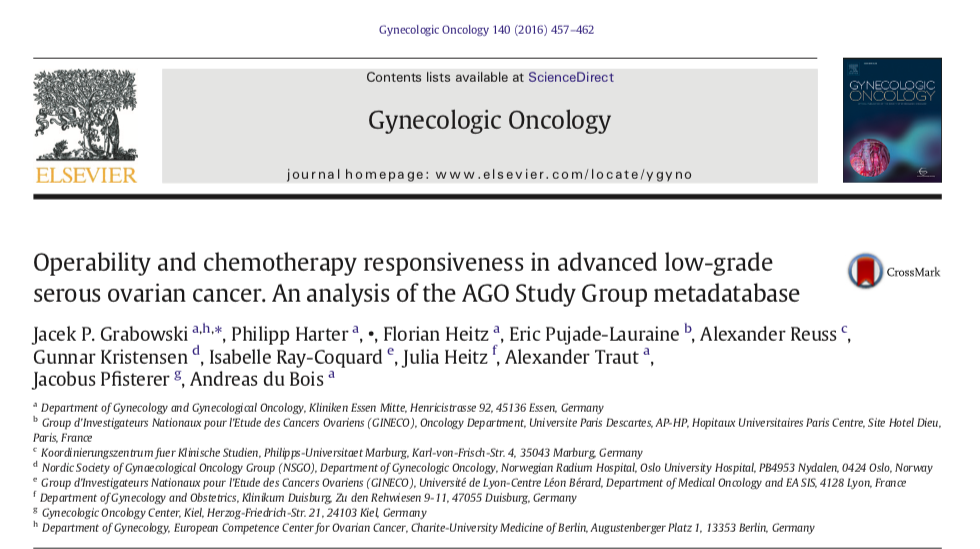 Gynecologic Oncology 140 (2016) 457–462
Contents lists available at ScienceDirect
Gynecologic Oncology
journal homepage: www.elsevier.com/locate/ygyno
ELSEVIER
GYNECOLOGIC
ONCOLOGY
Operability and chemotherapy responsiveness in advanced low-grade
serous ovarian cancer. An analysis of the AGO Study Group metadatabase
CrossMark
Jacek P. Grabowski a,h,*, Philipp Harter a, •, Florian Heitz a, Eric Pujade-Lauraine b, Alexander Reuss c,
Gunnar Kristensen d, Isabelle Ray-Coquard e, Julia Heitz f, Alexander Traut a,
Jacobus Pfisterer g, Andreas du Bois a
a Department of Gynecology and Gynecological Oncology, Kliniken Essen Mitte, Henricistrasse 92, 45136 Essen, Germany
b Group d'Investigateurs Nationaux pour l'Etude des Cancers Ovariens (GINECO), Oncology Department, Universite Paris Descartes, AP-HP, Hopitaux Universitaires Paris Centre, Site Hotel Dieu,
Paris, France
c Koordinierungszentrum fuer Klinische Studien, Philipps-Universitaet Marburg, Karl-von-Frisch-Str. 4, 35043 Marburg, Germany
d Nordic Society of Gynaecological Oncology Group (NSGO), Department of Gynecologic Oncology, Norwegian Radium Hospital, Oslo University Hospital, PB4953 Nydalen, 0424 Oslo, Norway
e Group d'Investigateurs Nationaux pour l'Etude des Cancers Ovariens (GINECO), Université de Lyon-Centre Léon Bérard, Department of Medical Oncology and EA SIS, 4128 Lyon, France
f Department of Gynecology and Obstetrics, Klinikum Duisburg, Zu den Rehwiesen 9-11, 47055 Duisburg, Germany
g Gynecologic Oncology Center, Kiel, Herzog-Friedrich-Str. 21, 24103 Kiel, Germany
h Department of Gynecology, European Competence Center for Ovarian Cancer, Charite-University Medicine of Berlin, Augustenberger Platz 1, 13353 Berlin, Germany